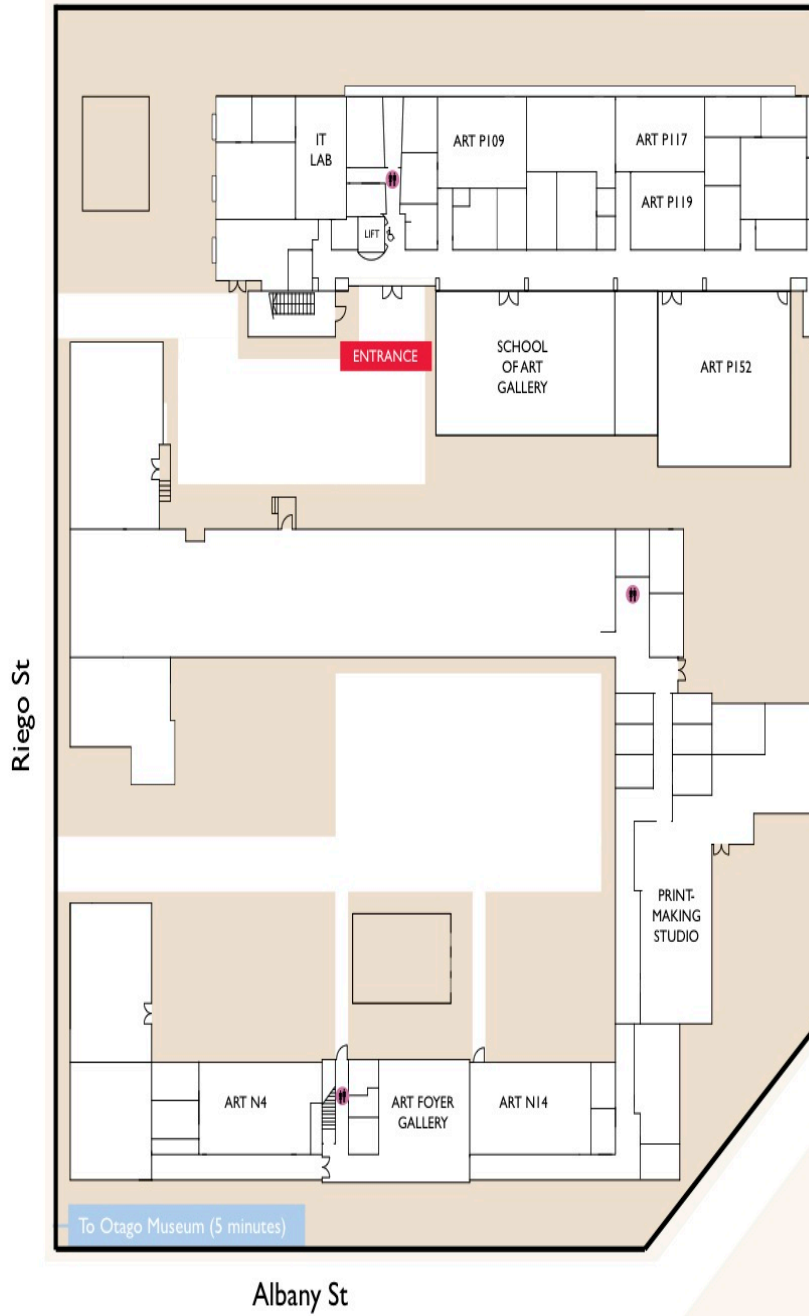 IT
LAB
ART P109
ART P117
ART P119
LIFT
ENTRANCE
SCHOOL
OF ART
GALLERY
ART P152
Riego St
PRINT-
MAKING
STUDIO
ART N4
ART FOYER
GALLERY
ART N14
To Otago Museum (5 minutes)
Albany St